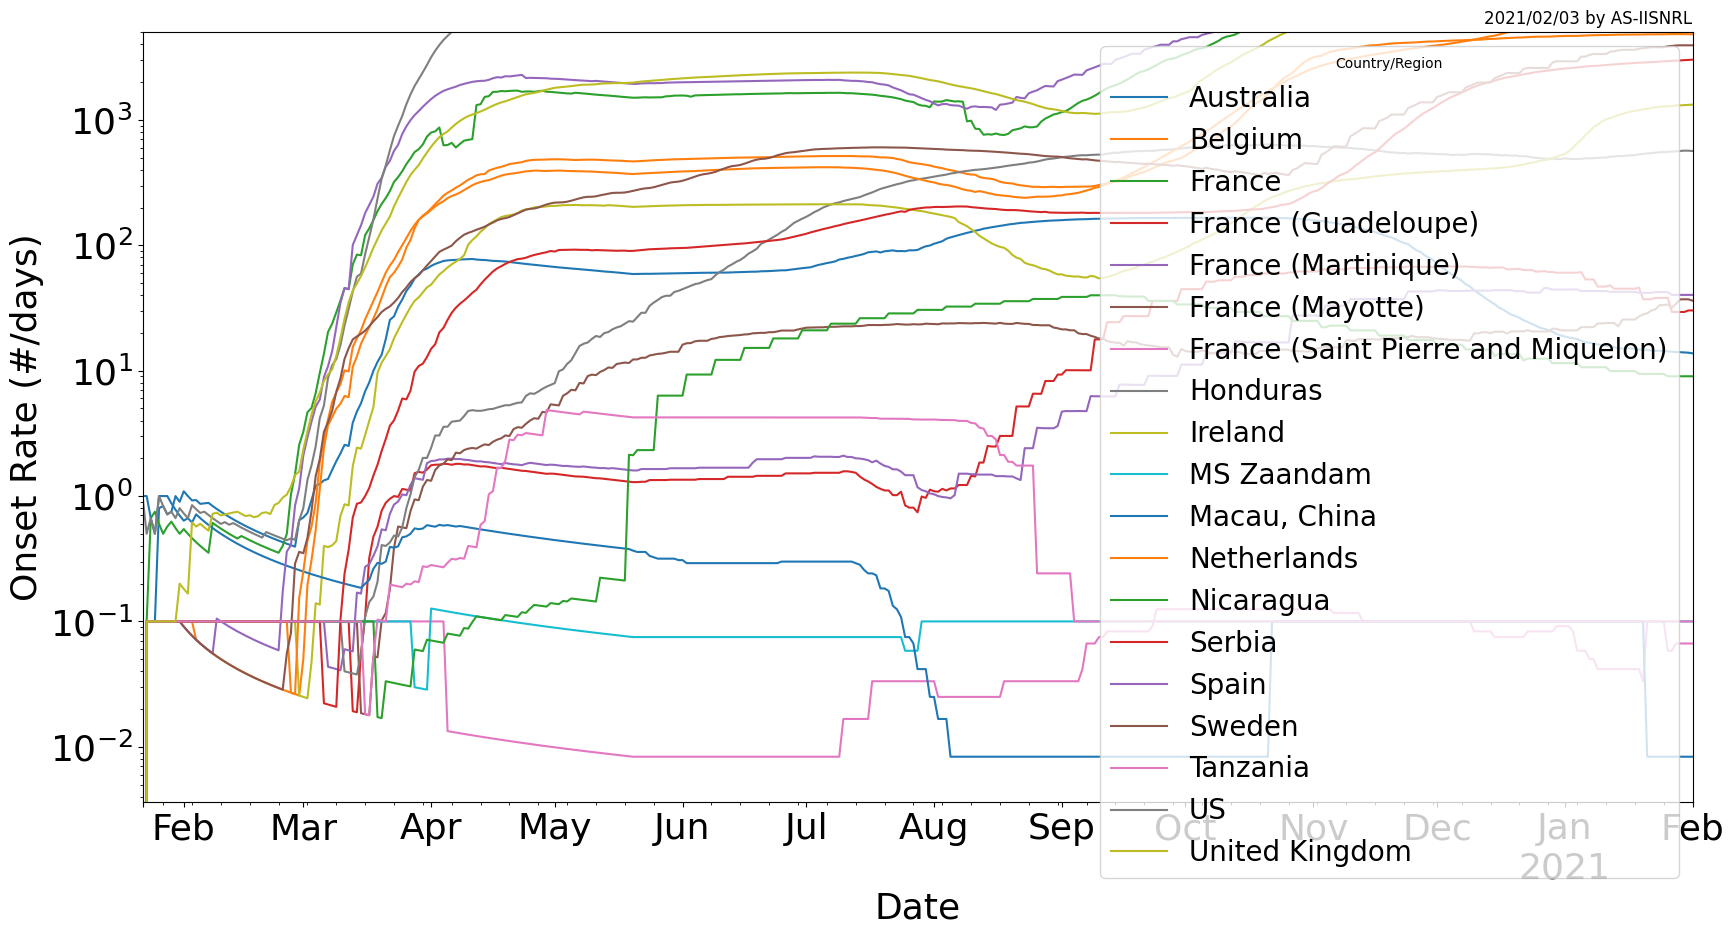 2021/02/03 by AS-IISNRL
Onset Rate (#/days)
10³
10²
10¹
10⁰
10⁻¹
10⁻²
Country/Region
Australia
Belgium
France
France (Guadeloupe)
France (Martinique)
France (Mayotte)
France (Saint Pierre and Miquelon)
Honduras
Ireland
MS Zaandam
Macau, China
Netherlands
Nicaragua
Serbia
Spain
Sweden
Tanzania
US
United Kingdom
Feb Mar Apr May Jun Jul Aug Sep Oct Nov Dec Jan Feb
2021
Date